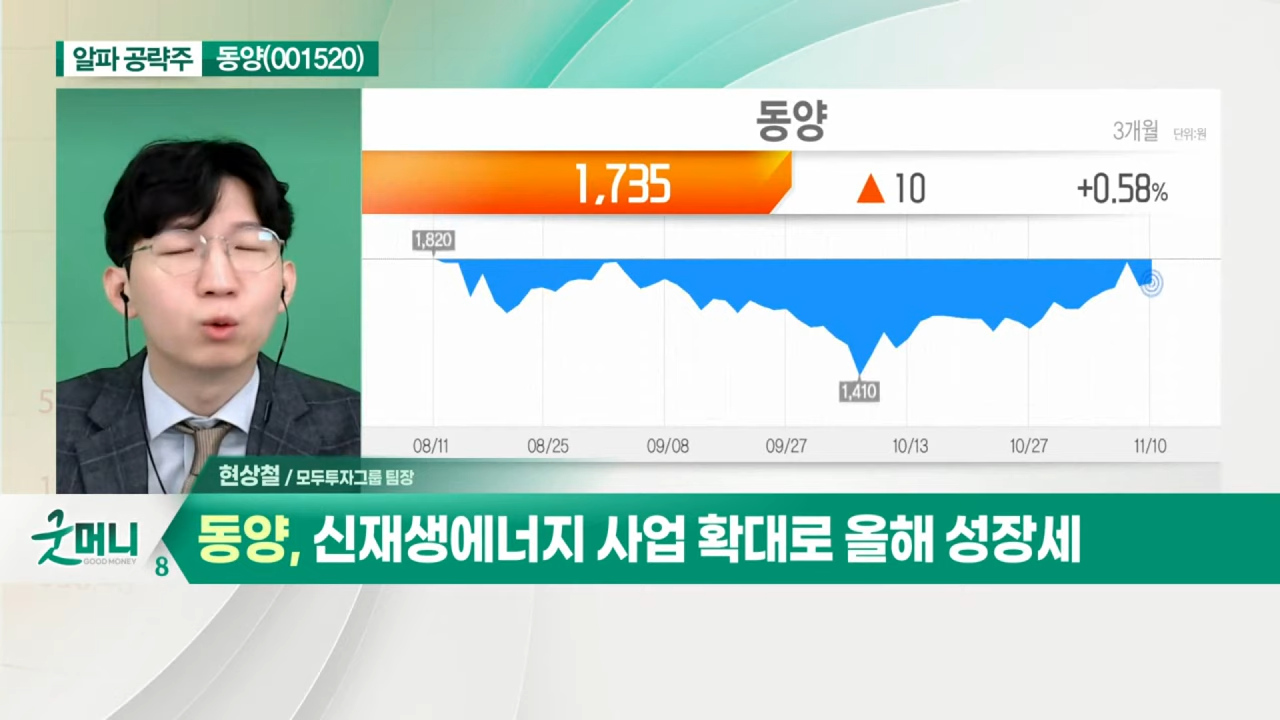 알파 공략주 동양(001520)
동양
3개월 단위:원
1,735 ▲ 10 +0.58%
1,820
1,410
08/11 08/25 09/08 09/27 10/13 10/27 11/10
현상철 / 모두투자그룹 팀장
굿머니
GOOD MONEY
8
동양, 신재생에너지 사업 확대로 올해 성장세
5
1